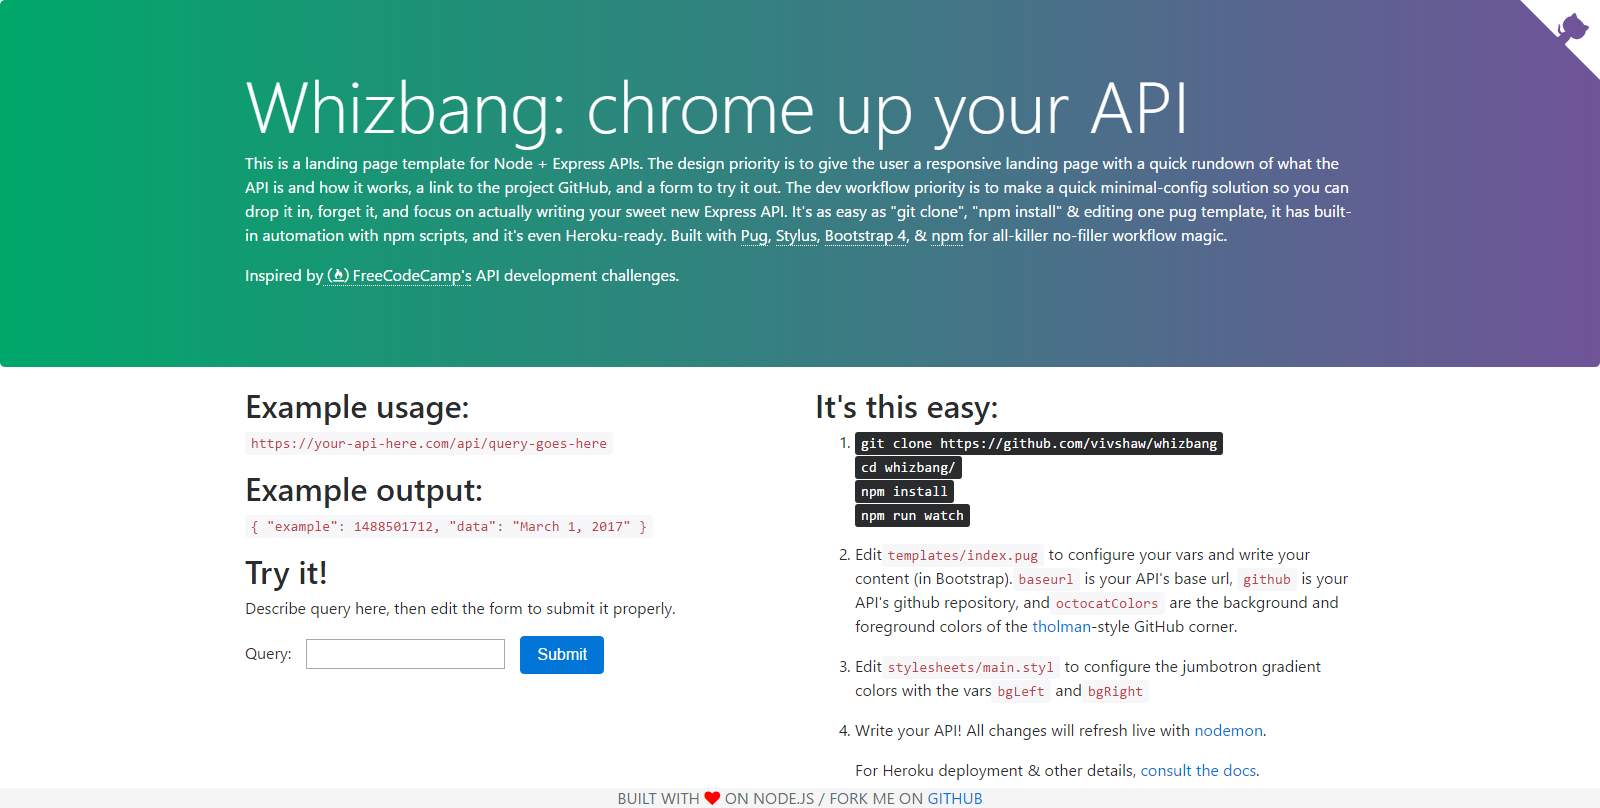 Whizbang: chrome up your API
This is a landing page template for Node + Express APIs. The design priority is to give the user a responsive landing page with a quick rundown of what the
API is and how it works, a link to the project GitHub, and a form to try it out. The dev workflow priority is to make a quick minimal-config solution so you can
drop it in, forget it, and focus on actually writing your sweet new Express API. It's as easy as "git clone", "npm install" & editing one pug template, it has built-
in automation with npm scripts, and it's even Heroku-ready. Built with Pug, Stylus, Bootstrap 4, & npm for all-killer no-filler workflow magic.
Inspired by FreeCodeCamp's API development challenges.
Example usage:
https://your-api-here.com/api/query-goes-here
Example output:
{ "example": 1488501712, "data": "March 1, 2017" }
Try it!
Describe query here, then edit the form to submit it properly.
Query: Submit
It's this easy:
1. git clone https://github.com/vivshaw/whizbang
cd whizbang/
npm install
npm run watch
2. Edit templates/index.pug to configure your vars and write your
content (in Bootstrap). baseurl is your API's base url, github is your
API's github repository, and octocatColors are the background and
foreground colors of the tholman-style GitHub corner.
3. Edit stylesheets/main.styl to configure the jumbotron gradient
colors with the vars bgLeft and bgRight
4. Write your API! All changes will refresh live with nodemon.
For Heroku deployment & other details, consult the docs.
BUILT WITH ❤ ON NODE.JS / FORK ME ON GITHUB